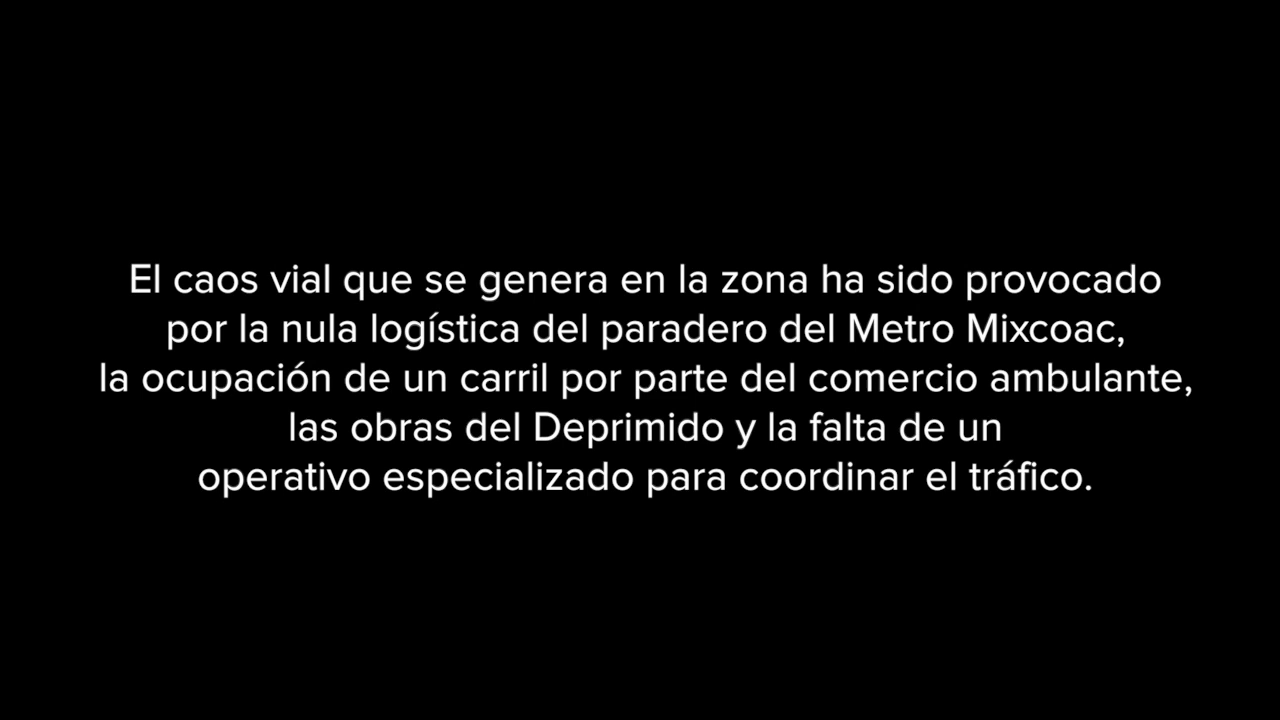 El caos vial que se genera en la zona ha sido provocado
por la nula logística del paradero del Metro Mixcoac,
la ocupación de un carril por parte del comercio ambulante,
las obras del Deprimido y la falta de un
operativo especializado para coordinar el tráfico.